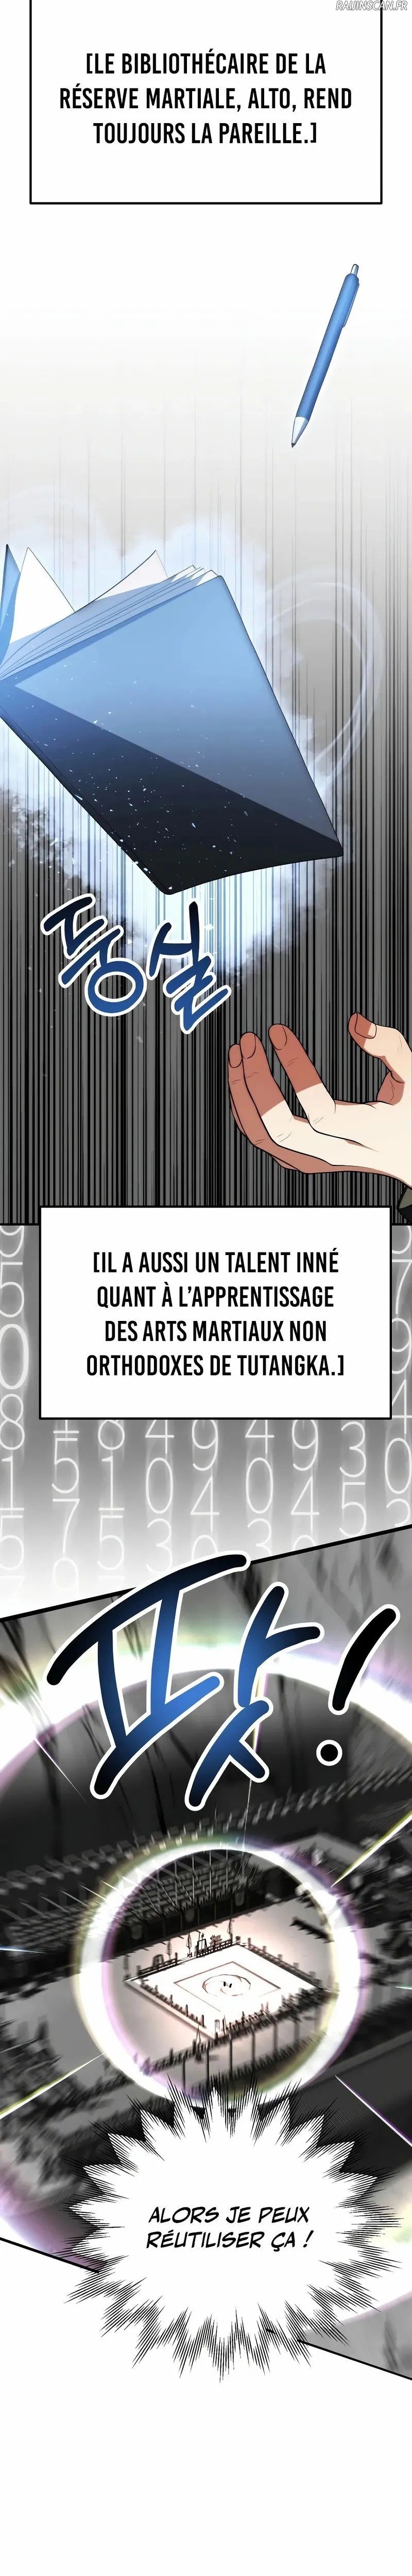 RAIJINSCAN.FR
[LE BIBLIOTHÉCAIRE DE LA
RÉSERVE MARTIALE, ALTO, REND
TOUJOURS LA PAREILLE.]
둥실
[IL A AUSSI UN TALENT INNÉ
QUANT À L'APPRENTISSAGE
DES ARTS MARTIAUX NON
ORTHODOXES DE TUTANGKA.]
팟!
ALORS JE PEUX
RÉUTILISER ÇA !